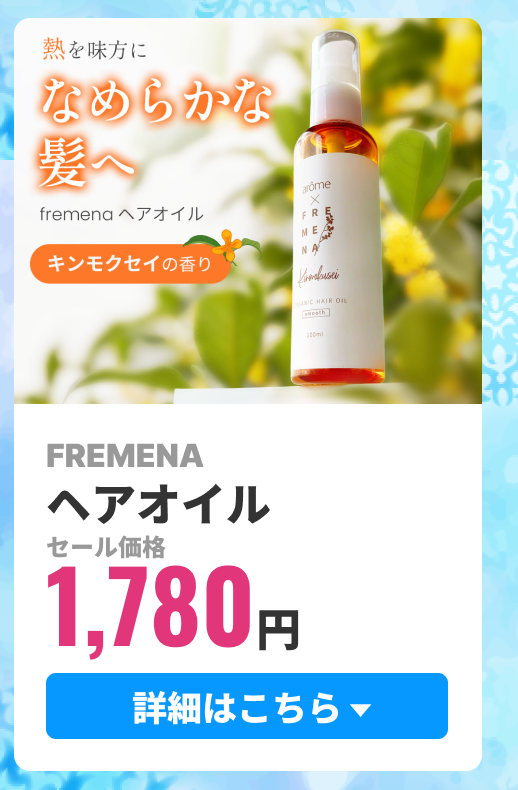 熱を味方に
なめらかな
髪へ
fremena ヘアオイル
キンモクセイの香り
arôme
×
FRE
ME
NA
Kinmokusei
ORGANIC HAIR OIL
smooth
100ml
FREMENA
ヘアオイル
セール価格
1,780円
詳細はこちら